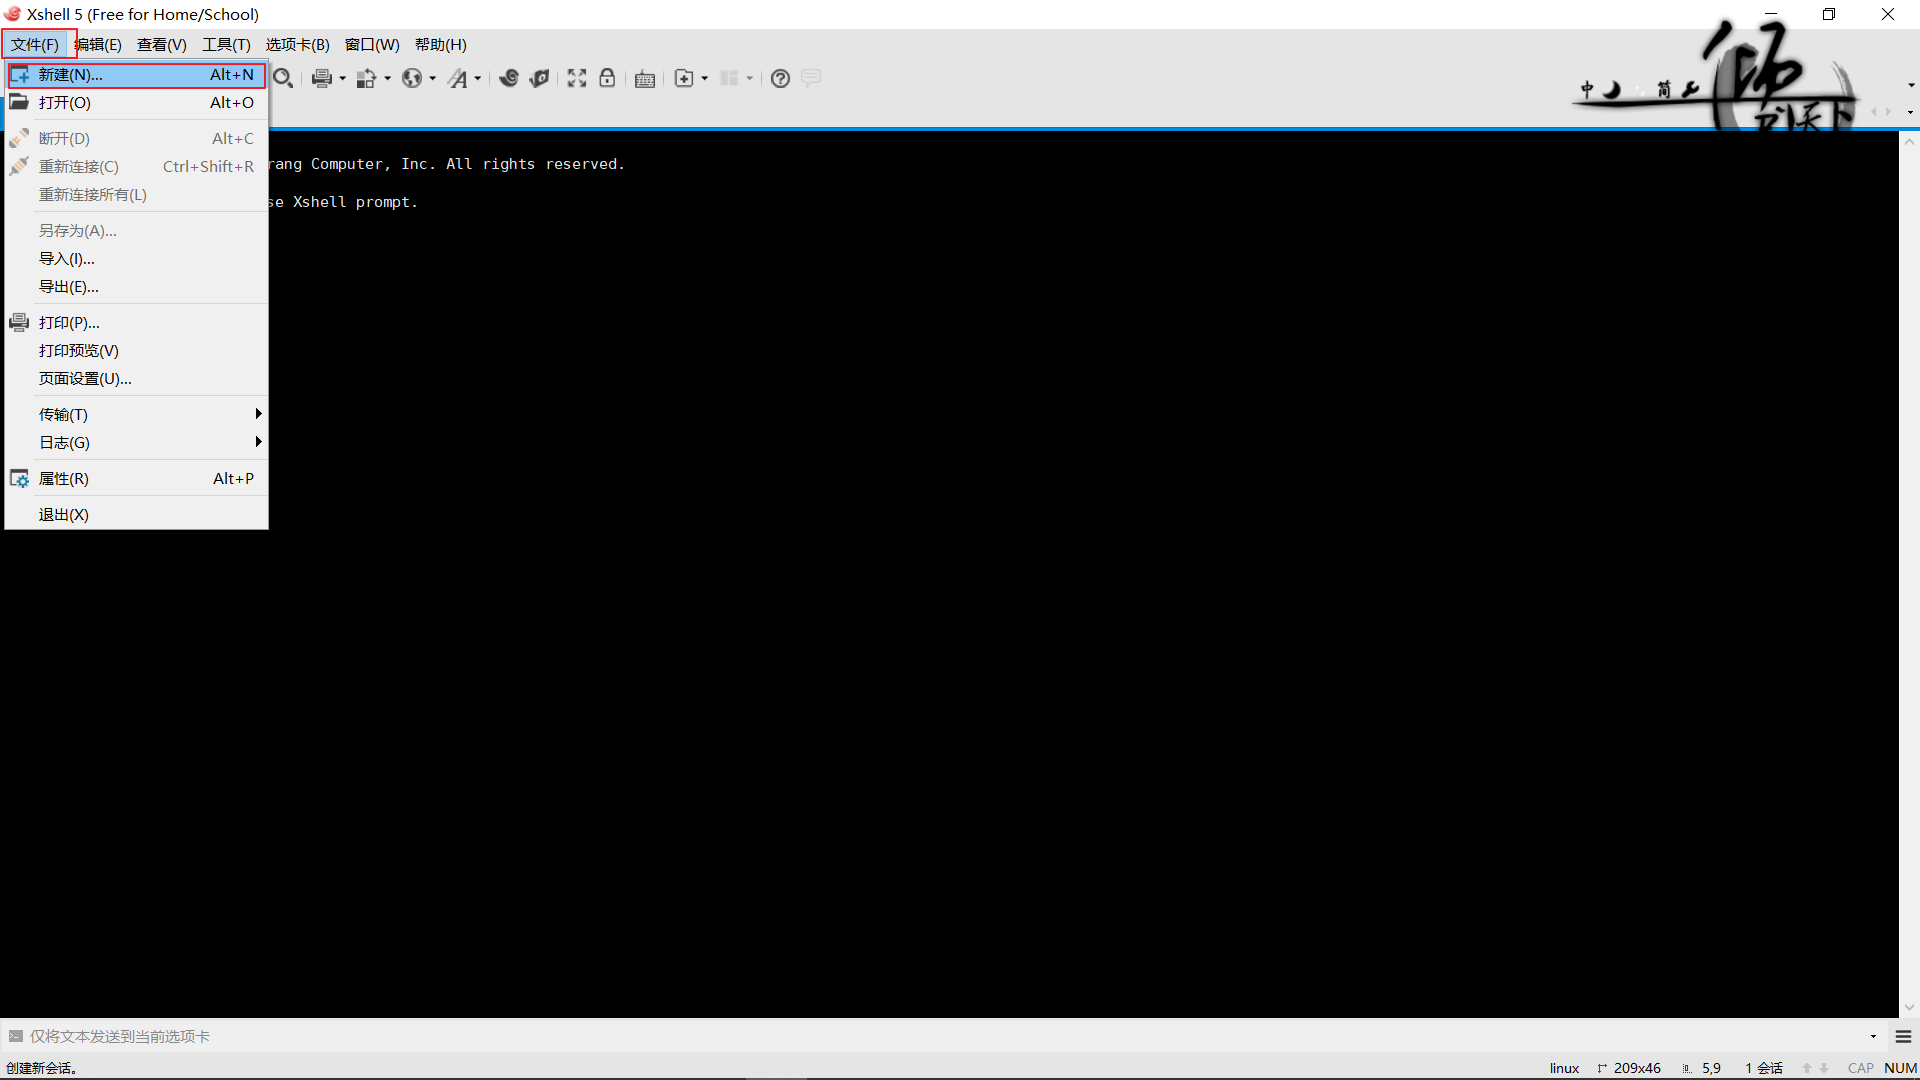 Xshell 5 (Free for Home/School)
文件(F) 编辑(E) 查看(V) 工具(T) 选项卡(B) 窗口(W) 帮助(H)
新建(N)... Alt+N
打开(O) Alt+O
断开(D) Alt+C
重新连接(C) Ctrl+Shift+R
重新连接所有(L)
另存为(A)...
导入(I)...
导出(E)...
打印(P)...
打印预览(V)
页面设置(U)...
传输(T)
日志(G)
属性(R) Alt+P
退出(X)
中 简
rang Computer, Inc. All rights reserved.
se Xshell prompt.
仅将文本发送到当前选项卡
创建新会话。
linux 209x46 5,9 1 会话 CAP NUM